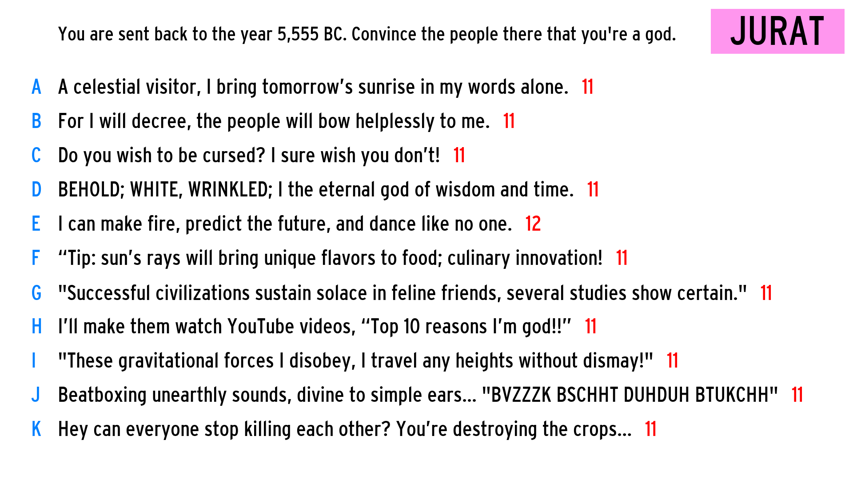 You are sent back to the year 5,555 BC. Convince the people there that you're a god.
JURAT
A A celestial visitor, I bring tomorrow’s sunrise in my words alone. 11
B For I will decree, the people will bow helplessly to me. 11
C Do you wish to be cursed? I sure wish you don’t! 11
D BEHOLD; WHITE, WRINKLED; I the eternal god of wisdom and time. 11
E I can make fire, predict the future, and dance like no one. 12
F “Tip: sun’s rays will bring unique flavors to food; culinary innovation! 11
G "Successful civilizations sustain solace in feline friends, several studies show certain." 11
H I’ll make them watch YouTube videos, “Top 10 reasons I’m god!!” 11
I "These gravitational forces I disobey, I travel any heights without dismay!" 11
J Beatboxing unearthly sounds, divine to simple ears... "BVZZZK BSCHHT DUHDUH BTUKCHH" 11
K Hey can everyone stop killing each other? You’re destroying the crops... 11